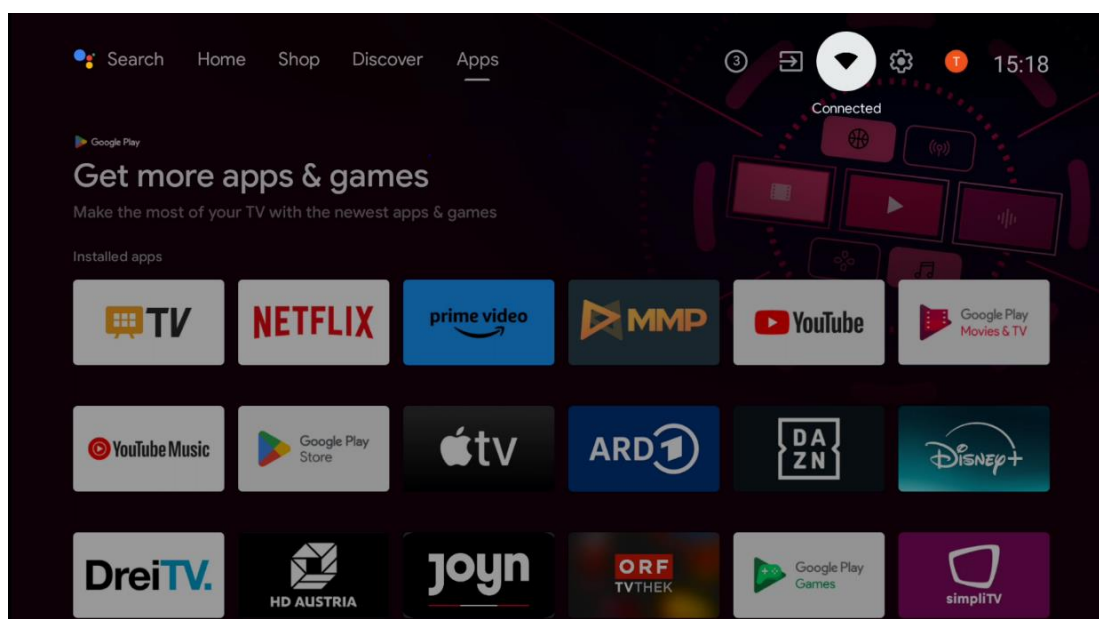 Search Home Shop Discover Apps 3 T 15:18
Connected
Google Play
Get more apps & games
Make the most of your TV with the newest apps & games
Installed apps
TV NETFLIX prime video MMP YouTube Google Play
Movies & TV
YouTube Music Google Play
Store
tv ARD 1 DA
ZN
Disney+
DreiTV. HD AUSTRIA joyn ORF
TVTHEK
Google Play
Games
simpliTV